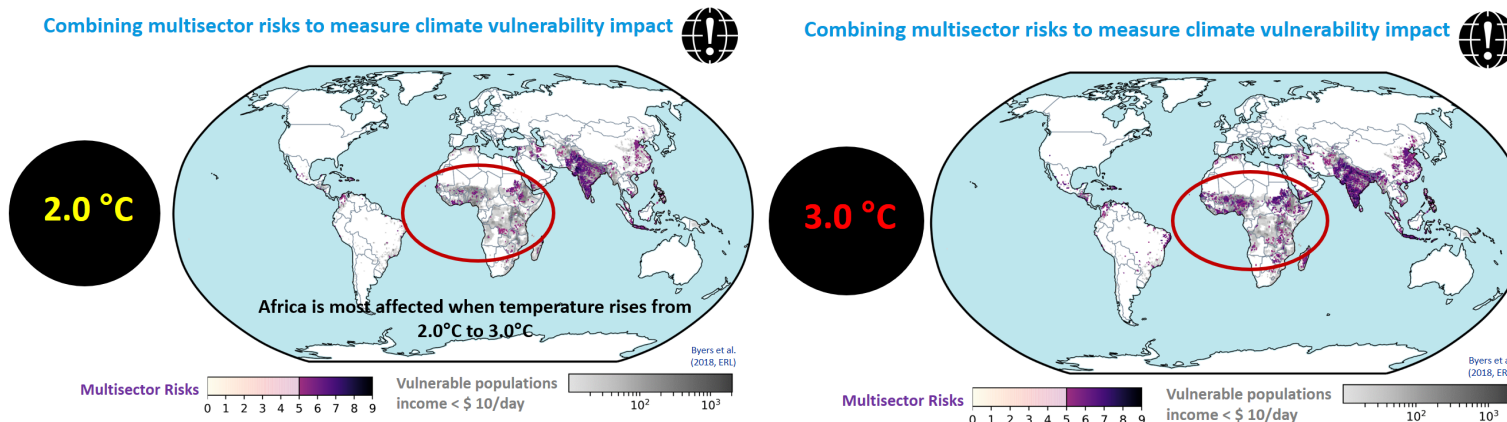 Combining multisector risks to measure climate vulnerability impact
!
2.0 °C
Africa is most affected when temperature rises from
2.0°C to 3.0°C
Byers et al.
(2018, ERL)
Multisector Risks
0 1 2 3 4 5 6 7 8 9
Vulnerable populations
income < $ 10/day
10² 10³
Combining multisector risks to measure climate vulnerability impact
!
3.0 °C
Byers et a
(2018, ER
Multisector Risks
0 1 2 3 4 5 6 7 8 9
Vulnerable populations
income < $ 10/day
10² 10³